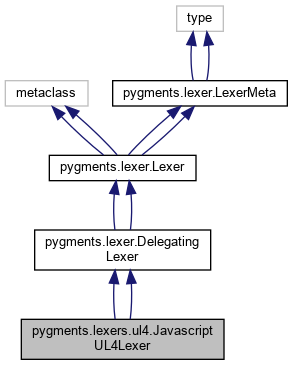 type
metaclass
pygments.lexer.LexerMeta
pygments.lexer.Lexer
pygments.lexer.Delegating
Lexer
pygments.lexers.ul4.Javascript
UL4Lexer